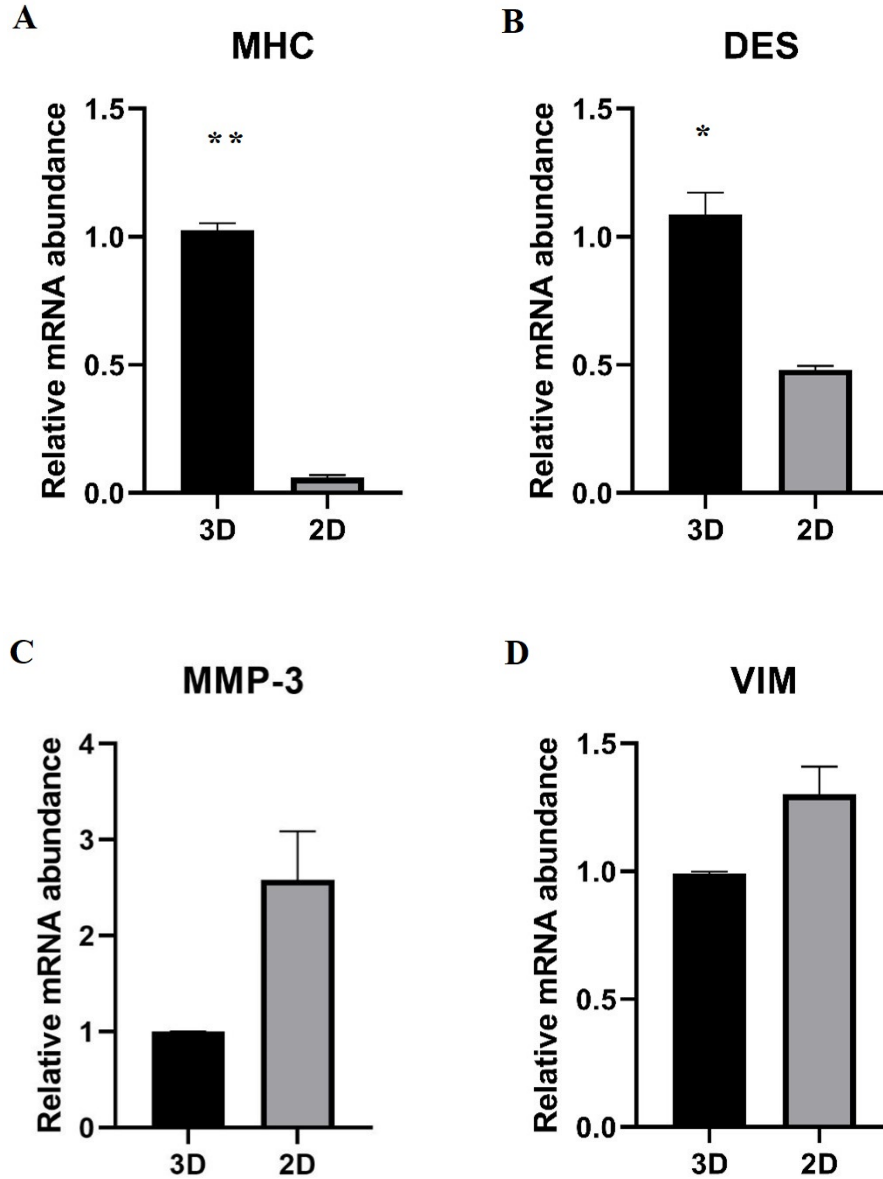 A
MHC
Relative mRNA abundance
1.5
1.0
0.5
0.0
**
3D
2D
B
DES
Relative mRNA abundance
1.5
1.0
0.5
0.0
*
3D
2D
C
MMP-3
Relative mRNA abundance
4
3
2
1
0
3D
2D
D
VIM
Relative mRNA abundance
1.5
1.0
0.5
0.0
3D
2D